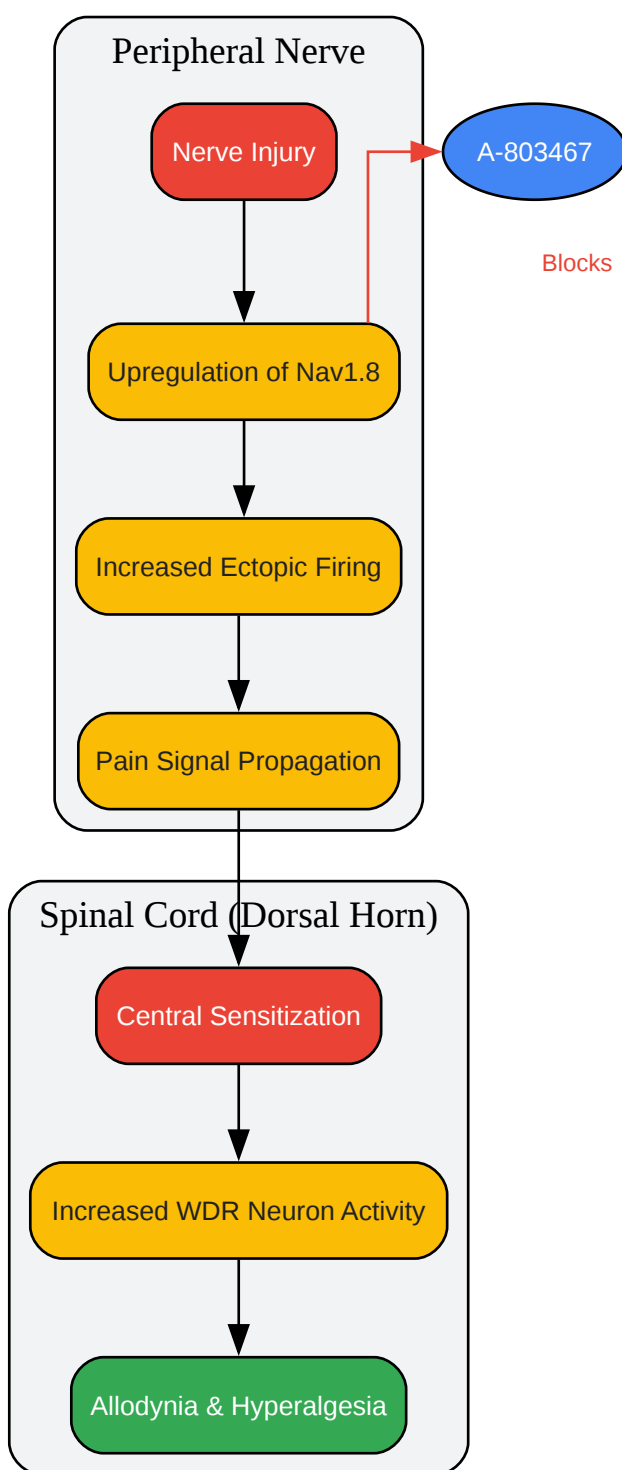 Peripheral Nerve
Nerve Injury
A-803467
Blocks
Upregulation of Nav1.8
Increased Ectopic Firing
Pain Signal Propagation
Spinal Cord (Dorsal Horn)
Central Sensitization
Increased WDR Neuron Activity
Allodynia & Hyperalgesia